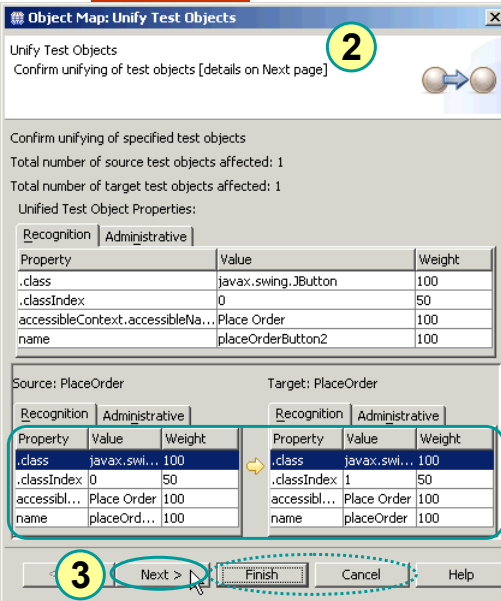 Object Map: Unify Test Objects
2
Unify Test Objects
Confirm unifying of test objects [details on Next page]
Confirm unifying of specified test objects
Total number of source test objects affected: 1
Total number of target test objects affected: 1
Unified Test Object Properties:
Recognition Administrative
Property Value Weight
.class javax.swing.JButton 100
.classIndex 0 50
accessibleContext.accessibleNa... Place Order 100
name placeOrderButton2 100
Source: PlaceOrder Target: PlaceOrder
Recognition Administrative Recognition Administrative
Property Value Weight Property Value Weight
.class javax.swi... 100 .class javax.swi... 100
.classIndex 0 50 .classIndex 1 50
accessibl... Place Order 100 accessibl... Place Order 100
name placeOrd... 100 name placeOrder 100
3 Next > Finish Cancel Help